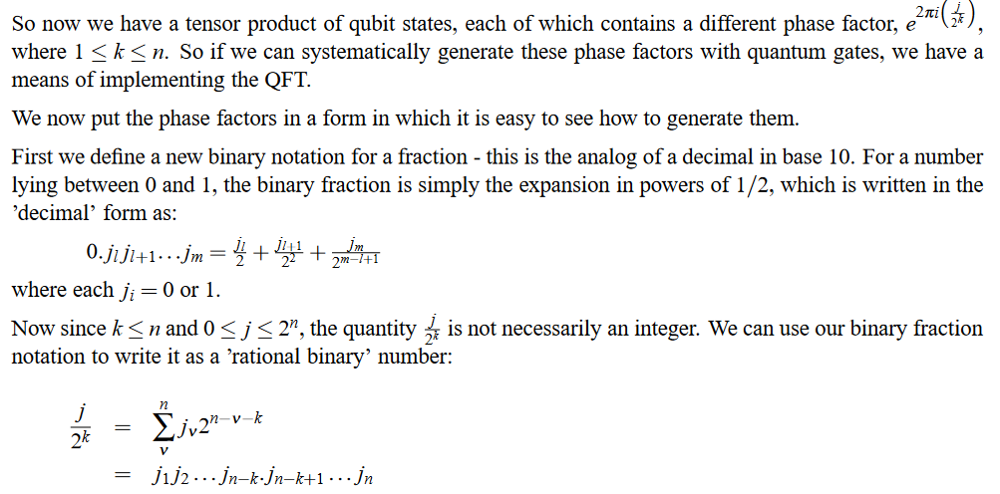 So now we have a tensor product of qubit states, each of which contains a different phase factor, $e^{2\pi i\left(\frac{j}{2^k}\right)}$,
where $1 \leq k \leq n$. So if we can systematically generate these phase factors with quantum gates, we have a
means of implementing the QFT.
We now put the phase factors in a form in which it is easy to see how to generate them.
First we define a new binary notation for a fraction - this is the analog of a decimal in base 10. For a number
lying between 0 and 1, the binary fraction is simply the expansion in powers of $1/2$, which is written in the
’decimal’ form as:
$0.j_l j_{l+1} \cdots j_m = \frac{j_l}{2} + \frac{j_{l+1}}{2^2} + \frac{j_m}{2^{m-l+1}}$
where each $j_i = 0$ or 1.
Now since $k \leq n$ and $0 \leq j \leq 2^n$, the quantity $\frac{j}{2^k}$ is not necessarily an integer. We can use our binary fraction
notation to write it as a ’rational binary’ number:
$\frac{j}{2^k} = \sum_{\nu}^{n} j_\nu 2^{n-\nu-k}$
$= j_1 j_2 \cdots j_{n-k} . j_{n-k+1} \cdots j_n$